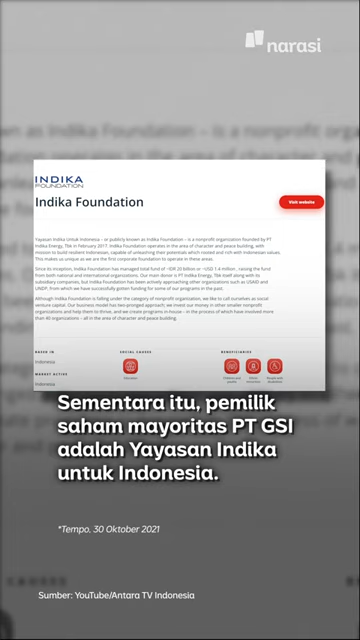 narasi
INDIKA
FOUNDATION
Indika Foundation
Visit website
Yayasan Indika Untuk Indonesia – or publicly known as Indika Foundation – is a nonprofit organization founded by PT
Indika Energy, Tbk in February 2017. Indika Foundation operates in the area of character and peace building, with
mission to build resilient Indonesian, capable of unleashing their potentials which rooted and rich with Indonesian values.
This makes us unique as we are the first corporate foundation to operate in these areas.
Since its inception, Indika Foundation has managed total fund of ~IDR 20 billion or ~USD 1.4 million , raising the fund
from both national and international organizations. Our main donor is PT Indika Energy, Tbk itself along with its
subsidiary companies, but Indika Foundation has been actively approaching other organizations such as USAID and
UNDP, from which we have successfully gotten funding for some of our programs in the past.
Although Indika Foundation is falling under the category of nonprofit organization, we like to call ourselves as social
venture capital. Our business model has two-pronged approach; we invest our money in other smaller nonprofit
organizations and help them to thrive, and we create programs in-house – in the process of which have involved more
than 40 organizations – all in the area of character and peace building.
BASED IN
Indonesia
SOCIAL CAUSES
BENEFICIARIES
Education
MARKET ACTIVE
Indonesia
Sementara itu, pemilik
saham mayoritas PT GSI
adalah Yayasan Indika
untuk Indonesia.
*Tempo, 30 Oktober 2021
Sumber: YouTube/Antara TV Indonesia